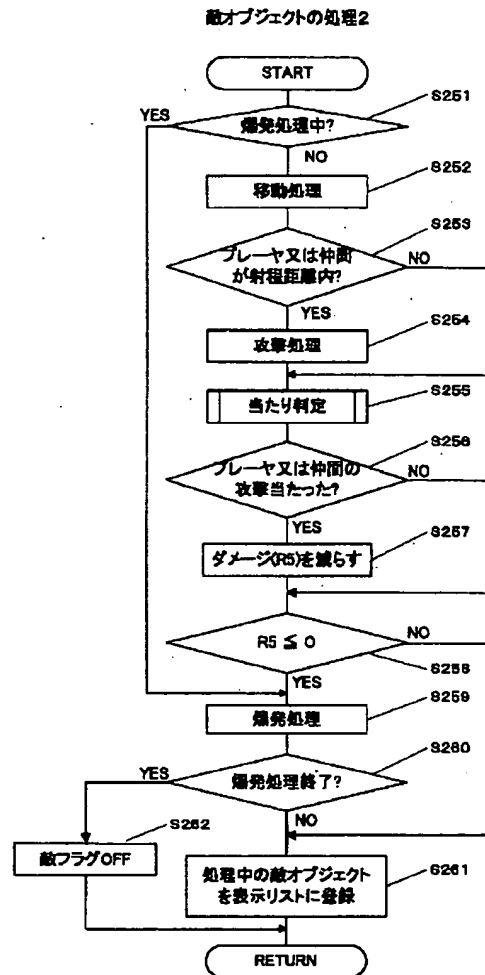 敵オブジェクトの処理2
START
S251
YES
爆発処理中?
NO
S252
移動処理
S253
プレーヤ又は仲間
が射程距離内?
NO
YES
S254
攻撃処理
S255
当たり判定
S256
プレーヤ又は仲間の
攻撃当たった?
NO
YES
S257
ダメージ(R5)を減らす
R5 ≦ 0
NO
S258
YES
S259
爆発処理
S260
YES
爆発処理終了?
S262
NO
敵フラグOFF
処理中の敵オブジェクト
を表示リストに登録
S261
RETURN